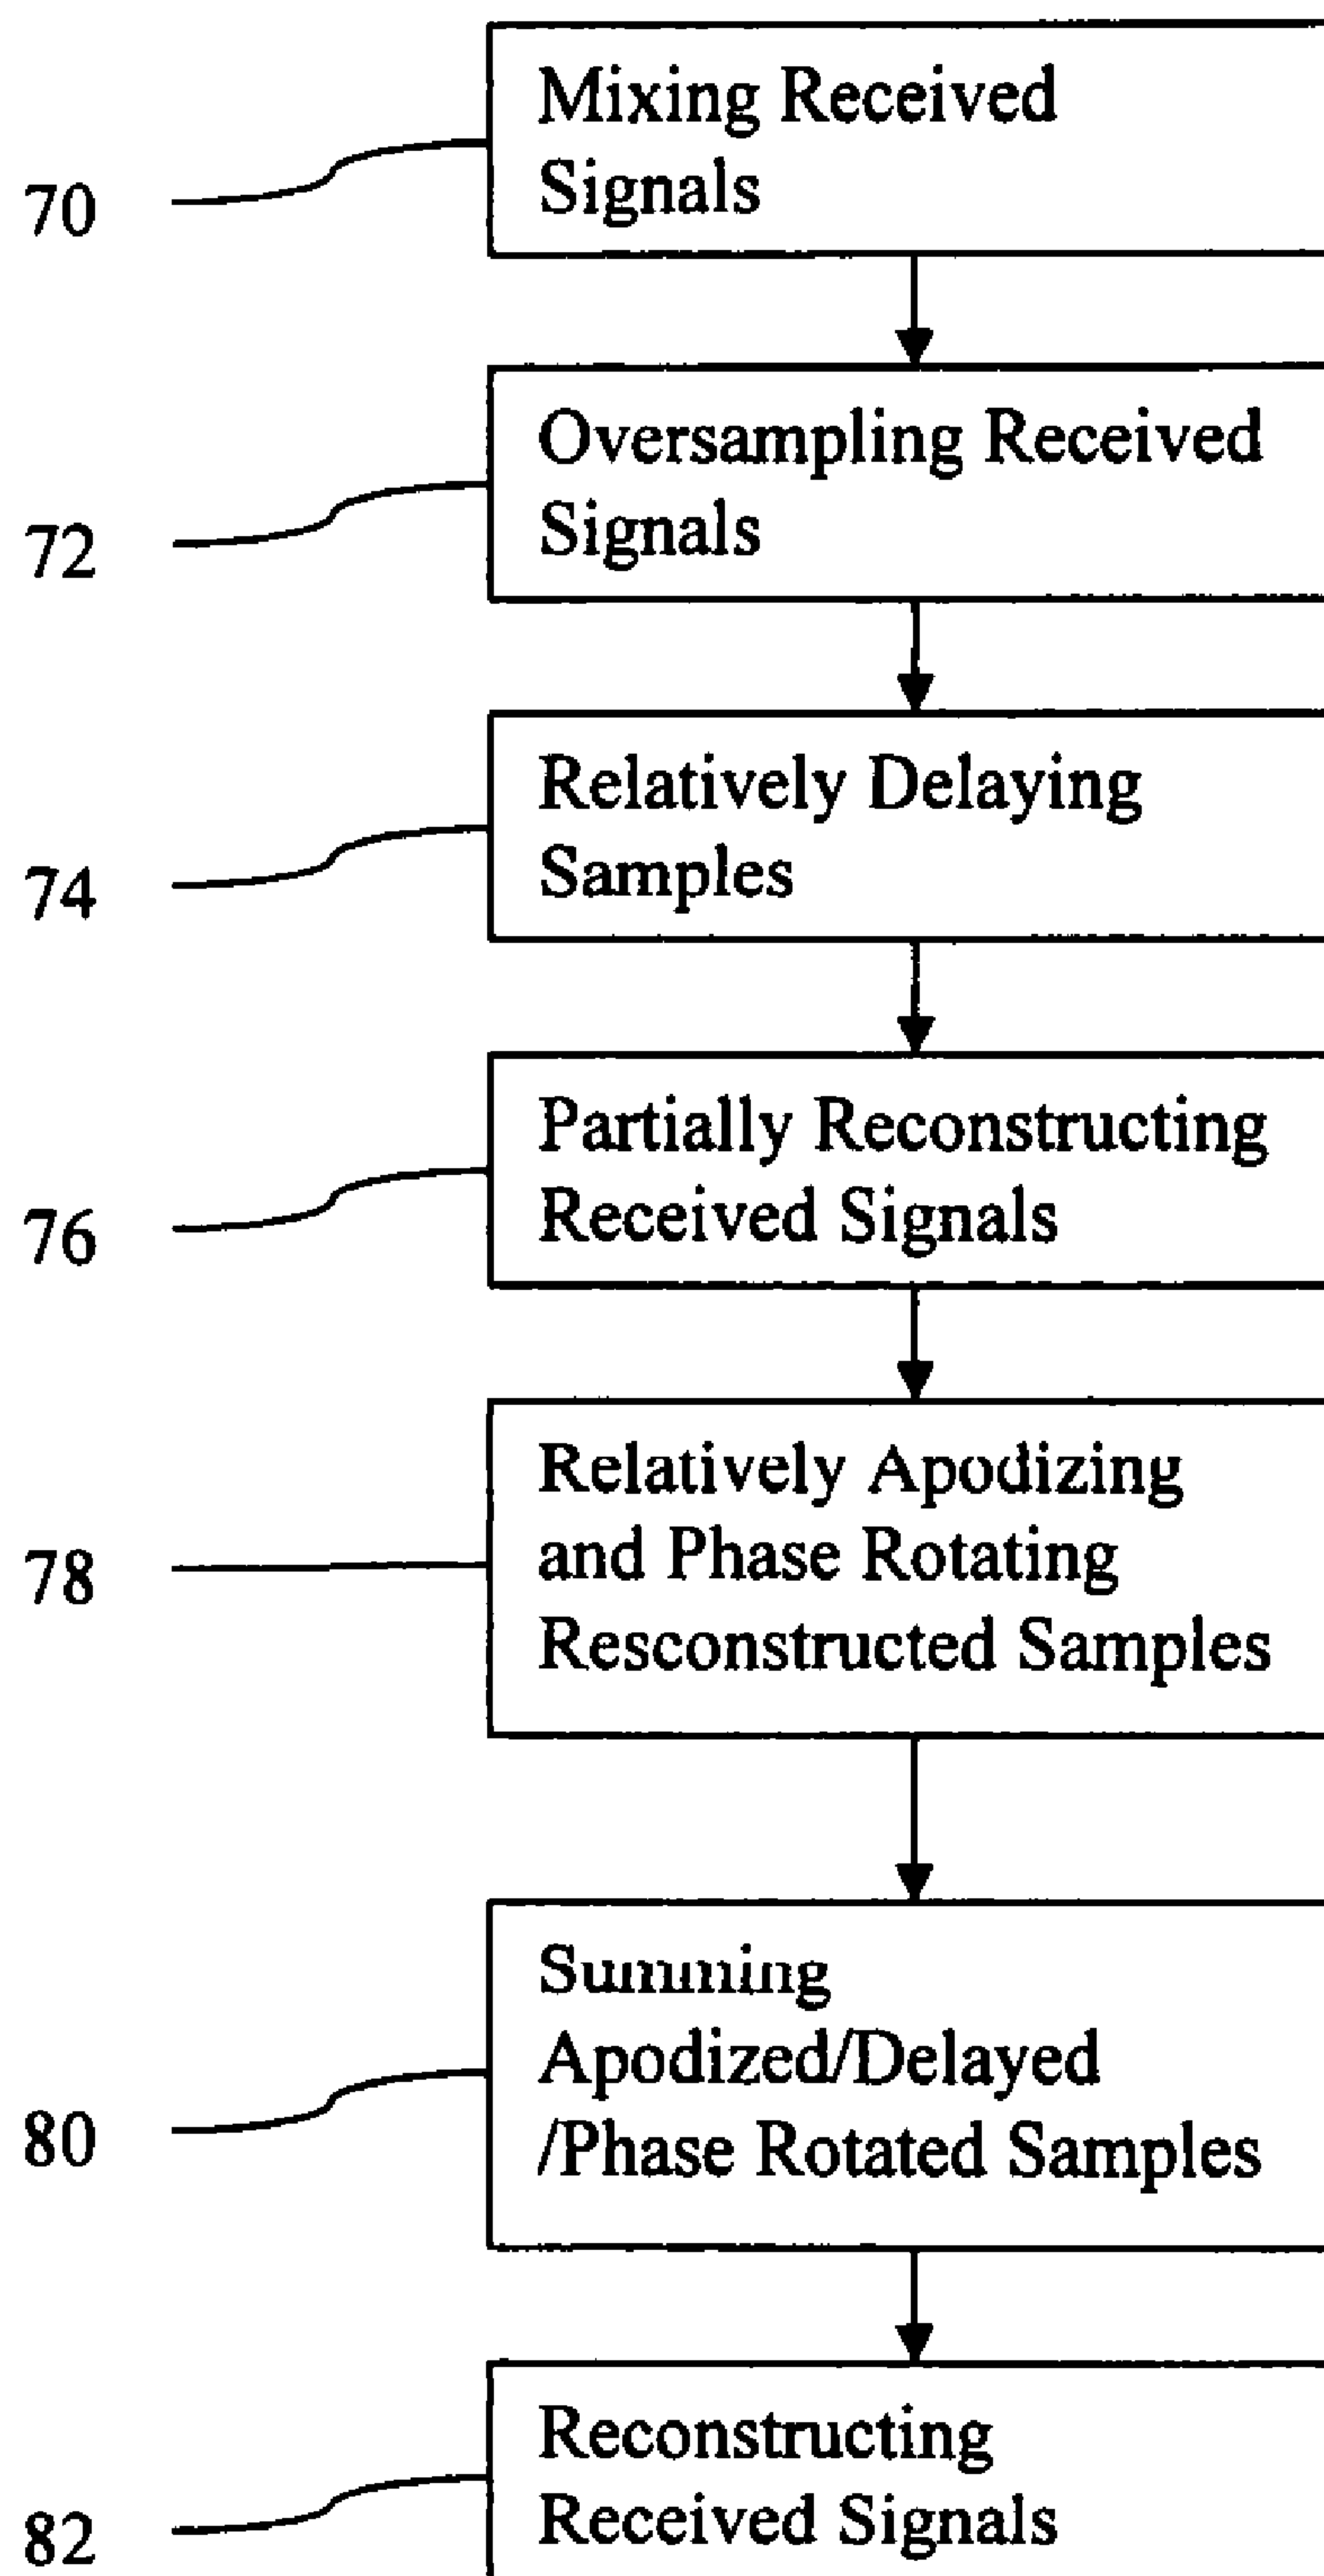 Mixing Received
Signals
70
Oversampling Received
Signals
72
Relatively Delaying
Samples
74
Partially Reconstructing
Received Signals
76
Relatively Apodizing
and Phase Rotating
Resconstructed Samples
78
Summing
Apodized/Delayed
/Phase Rotated Samples
80
Reconstructing
Received Signals
82